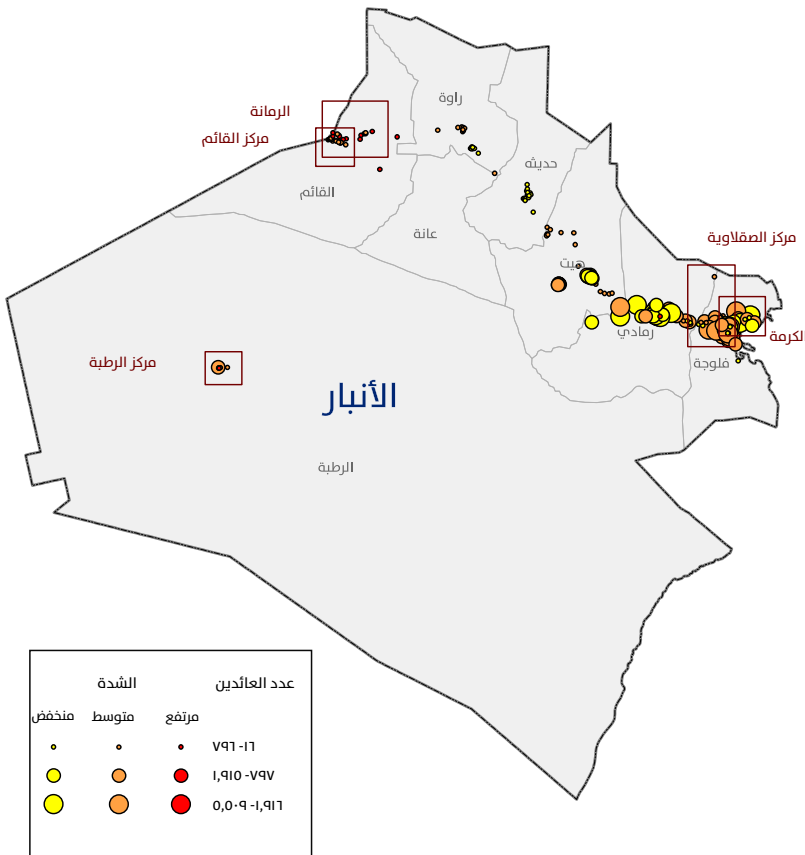 الرمانة
راوة
مركز القائم
حديثه
القائم
عانة
مركز الصقلاوية
هيت
الكرمة
رمادي
فلوجة
مركز الرطبة
الأنبار
الرطبة
عدد العائدين
الشدة
مرتفع
متوسط
منخفض
١٦- ٧٩٦
٧٩٧- ١,٩١٥
١,٩١٦- ٥,٥٠٩